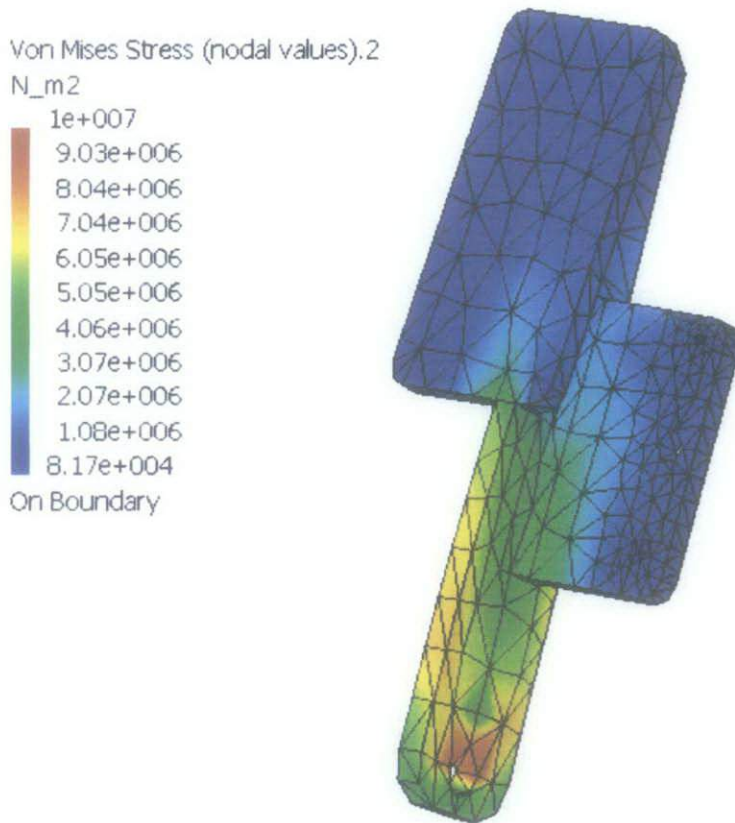 Von Mises Stress (nodal values).2
N_m2
1e+007
9.03e+006
8.04e+006
7.04e+006
6.05e+006
5.05e+006
4.06e+006
3.07e+006
2.07e+006
1.08e+006
8.17e+004
On Boundary